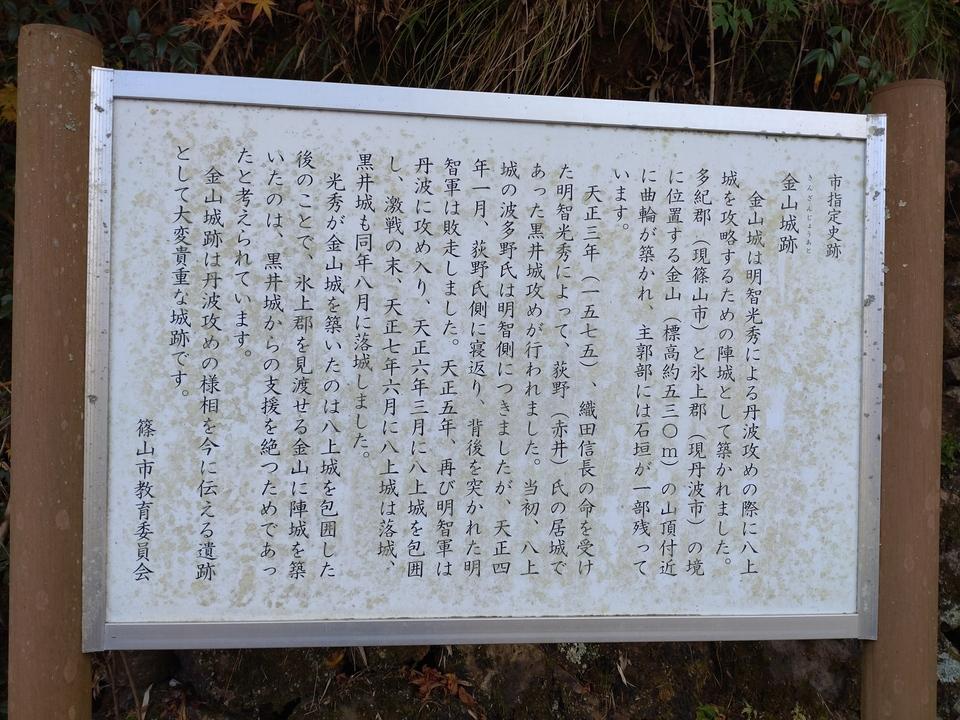 市指定史跡
きんざんじょうあと
金山城跡
金山城は明智光秀による丹波攻めの際に八上
城を攻略するための陣城として築かれました。
多紀郡（現篠山市）と氷上郡（現丹波市）の境
に位置する金山（標高約五三〇ｍ）の山頂付近
に曲輪が築かれ、主郭部には石垣が一部残って
います。
天正三年（一五七五）、織田信長の命を受け
た明智光秀によって、荻野（赤井）氏の居城で
あった黒井城攻めが行われました。当初、八上
城の波多野氏は明智側につきましたが、天正四
年一月、荻野氏側に寝返り、背後を突かれた明
智軍は敗走しました。天正五年、再び明智軍は
丹波に攻め入り、天正六年三月に八上城を包囲
し、激戦の末、天正七年六月に八上城は落城、
黒井城も同年八月に落城しました。
光秀が金山城を築いたのは八上城を包囲した
後のことで、氷上郡を見渡せる金山に陣城を築
いたのは、黒井城からの支援を絶つためであっ
たと考えられています。
金山城跡は丹波攻めの様相を今に伝える遺跡
として大変貴重な城跡です。
篠山市教育委員会